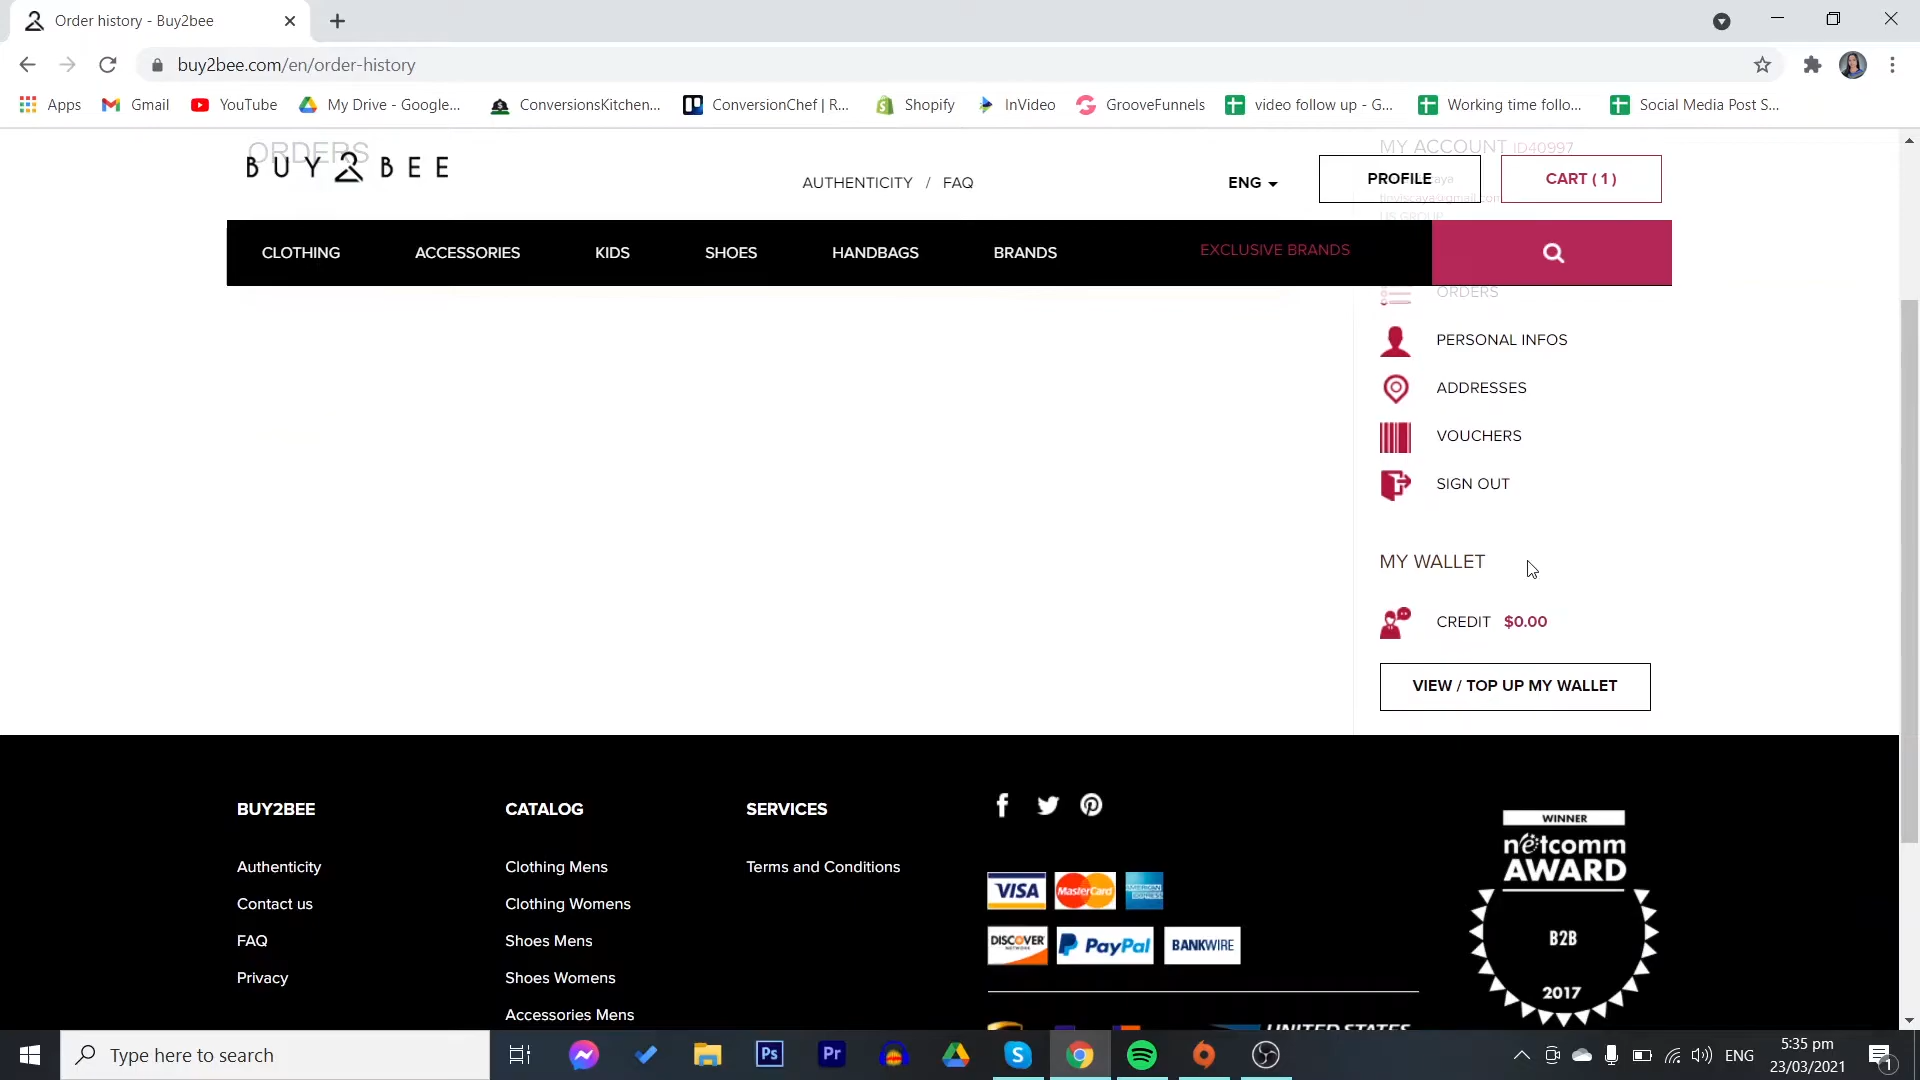 Order history - Buy2bee
buy2bee.com/en/order-history
Apps Gmail YouTube My Drive - Google... ConversionsKitchen... ConversionChef | R... Shopify InVideo GrooveFunnels video follow up - G... Working time follo... Social Media Post S...
ORDERS
BUY2BEE
AUTHENTICITY / FAQ
ENG
PROFILE
CART ( 1 )
MY ACCOUNT ID40997
US GROUP
CLOTHING ACCESSORIES KIDS SHOES HANDBAGS BRANDS EXCLUSIVE BRANDS
ORDERS
PERSONAL INFOS
ADDRESSES
VOUCHERS
SIGN OUT
MY WALLET
CREDIT $0.00
VIEW / TOP UP MY WALLET
BUY2BEE
Authenticity
Contact us
FAQ
Privacy
CATALOG
Clothing Mens
Clothing Womens
Shoes Mens
Shoes Womens
Accessories Mens
SERVICES
Terms and Conditions
VISA MasterCard AMERICAN EXPRESS
DISCOVER NETWORK PayPal BANKWIRE
UNITED STATES
WINNER
netcomm
AWARD
B2B
2017
Type here to search
Ps Pr
ENG
5:35 pm
23/03/2021
1